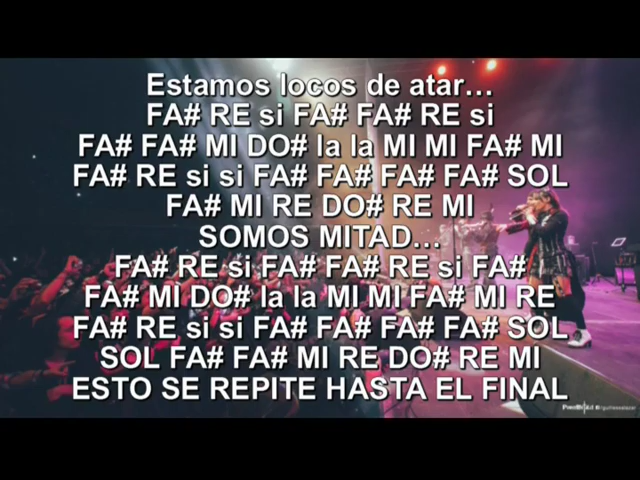 Estamos locos de atar...
FA# RE si FA# FA# RE si
FA# FA# MI DO# la la MI MI FA# MI
FA# RE si si FA# FA# FA# FA# SOL
FA# MI RE DO# RE MI
SOMOS MITAD...
FA# RE si FA# FA# RE si FA#
FA# MI DO# la la MI MI FA# MI RE
FA# RE si si FA# FA# FA# FA# SOL
SOL FA# FA# MI RE DO# RE MI
ESTO SE REPITE HASTA EL FINAL